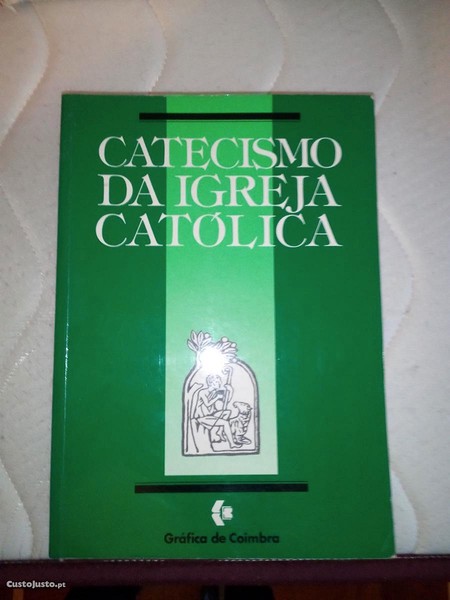 CATECISMO
DA IGREJA
CATÓLICA
Gráfica de Coimbra
CustoJusto.pt